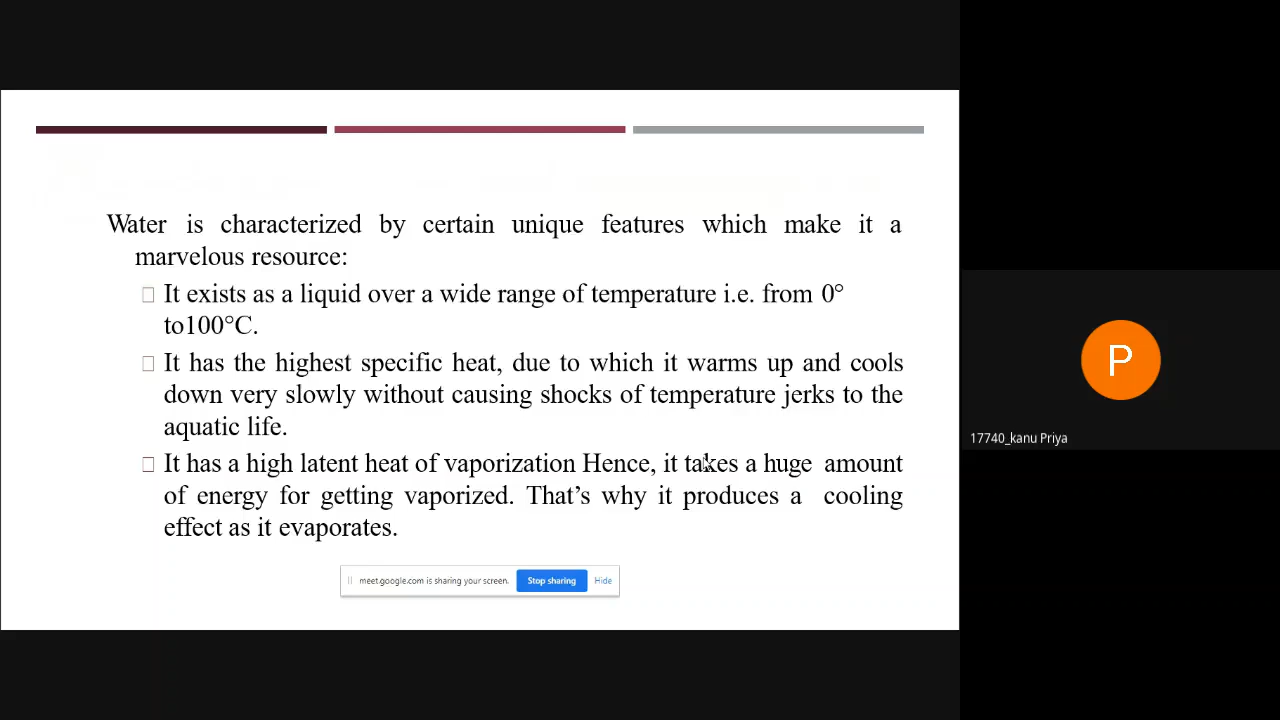 Water is characterized by certain unique features which make it a
marvelous resource:
It exists as a liquid over a wide range of temperature i.e. from 0°
to100°C.
It has the highest specific heat, due to which it warms up and cools
down very slowly without causing shocks of temperature jerks to the
aquatic life.
It has a high latent heat of vaporization Hence, it takes a huge amount
of energy for getting vaporized. That’s why it produces a cooling
effect as it evaporates.
meet.google.com is sharing your screen. Stop sharing Hide
P
17740_kanu Priya